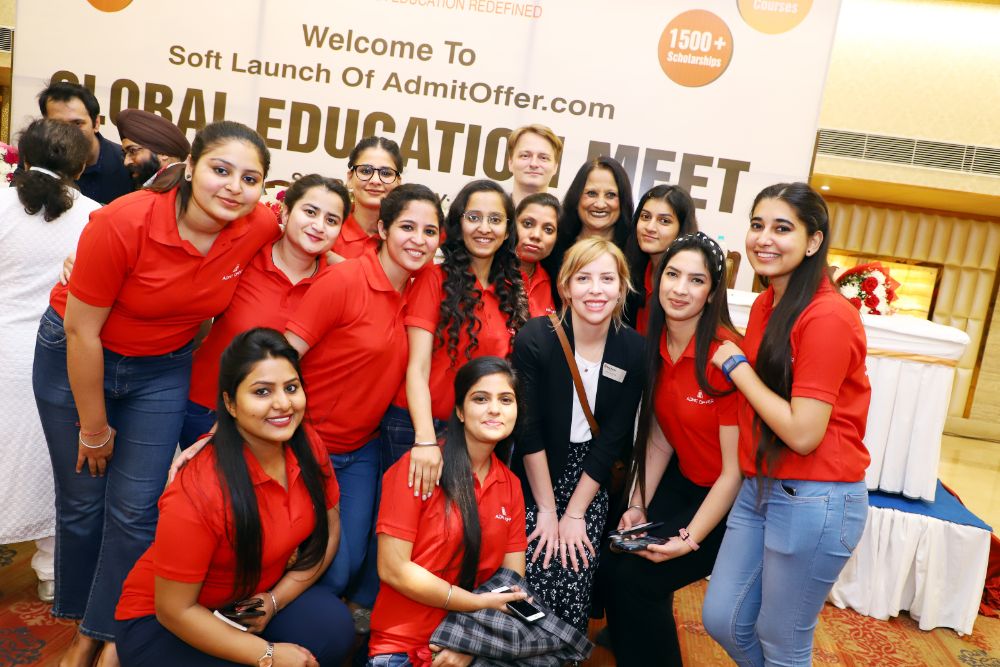 EDUCATION REDEFINED
Courses
1500+
Scholarships
Welcome To
Soft Launch Of AdmitOffer.com
GLOBAL EDUCATION MEET